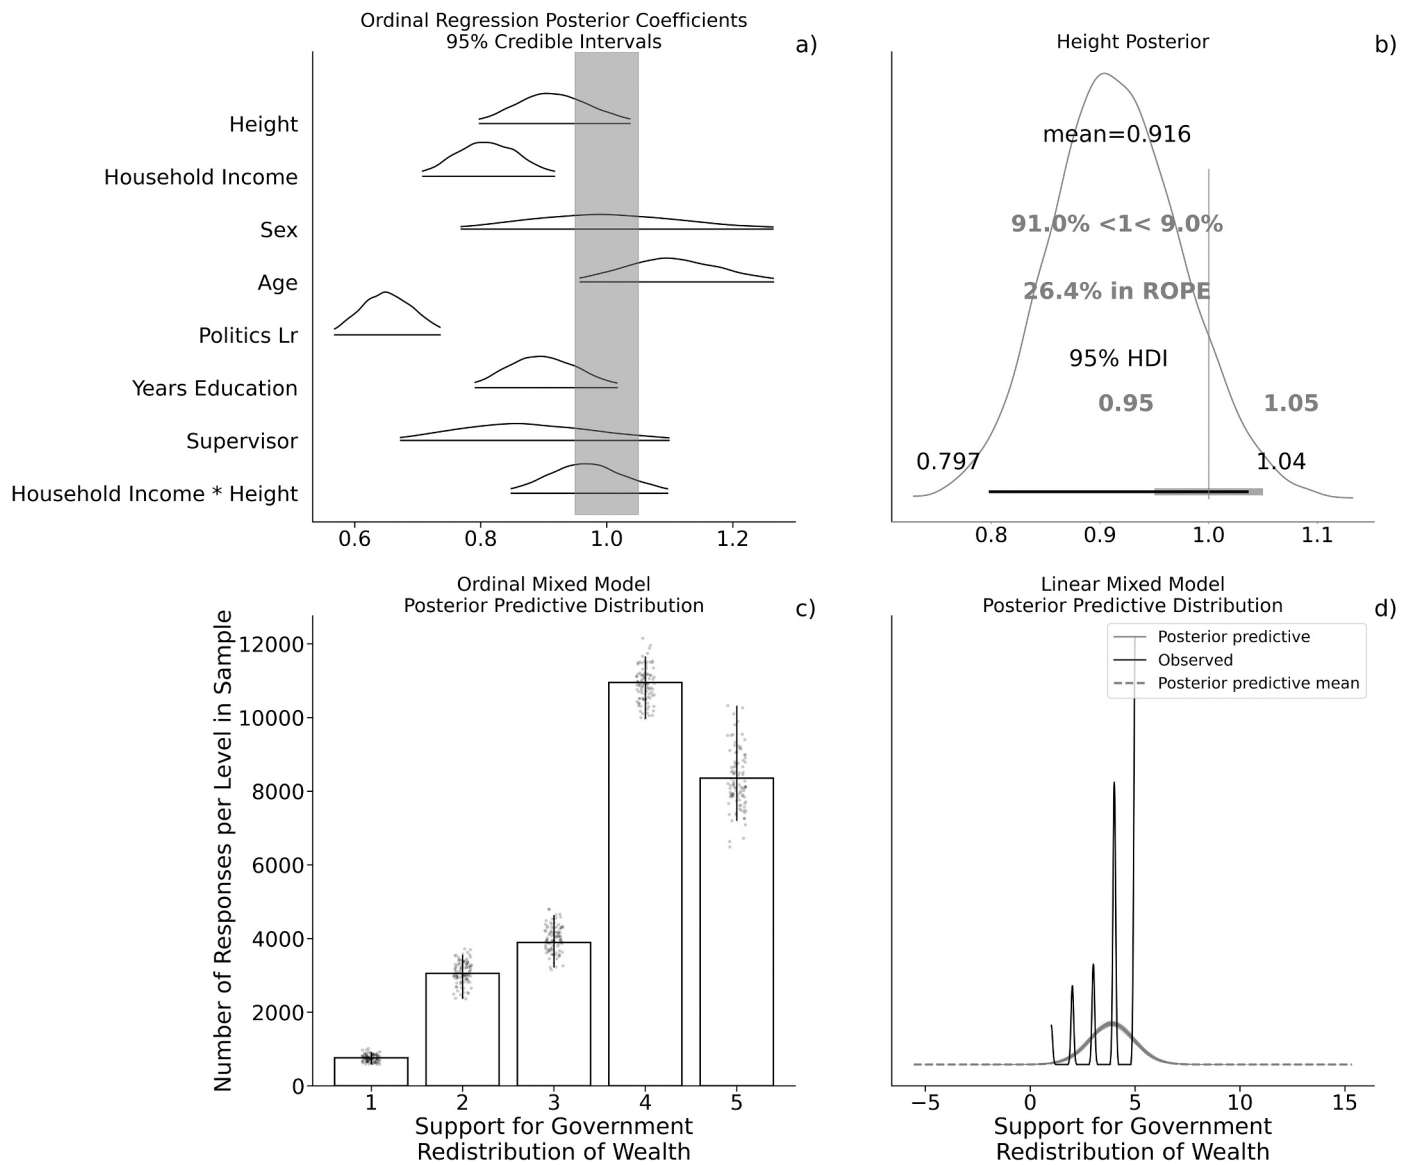 Ordinal Regression Posterior Coefficients
95% Credible Intervals
a)
Height
Household Income
Sex
Age
Politics Lr
Years Education
Supervisor
Household Income * Height
0.6 0.8 1.0 1.2
Height Posterior
b)
mean=0.916
91.0% <1< 9.0%
26.4% in ROPE
95% HDI
0.95 1.05
0.797 1.04
0.8 0.9 1.0 1.1
Ordinal Mixed Model
Posterior Predictive Distribution
c)
Number of Responses per Level in Sample
12000
10000
8000
6000
4000
2000
0
1 2 3 4 5
Support for Government
Redistribution of Wealth
Linear Mixed Model
Posterior Predictive Distribution
d)
Posterior predictive
Observed
Posterior predictive mean
−5 0 5 10 15
Support for Government
Redistribution of Wealth